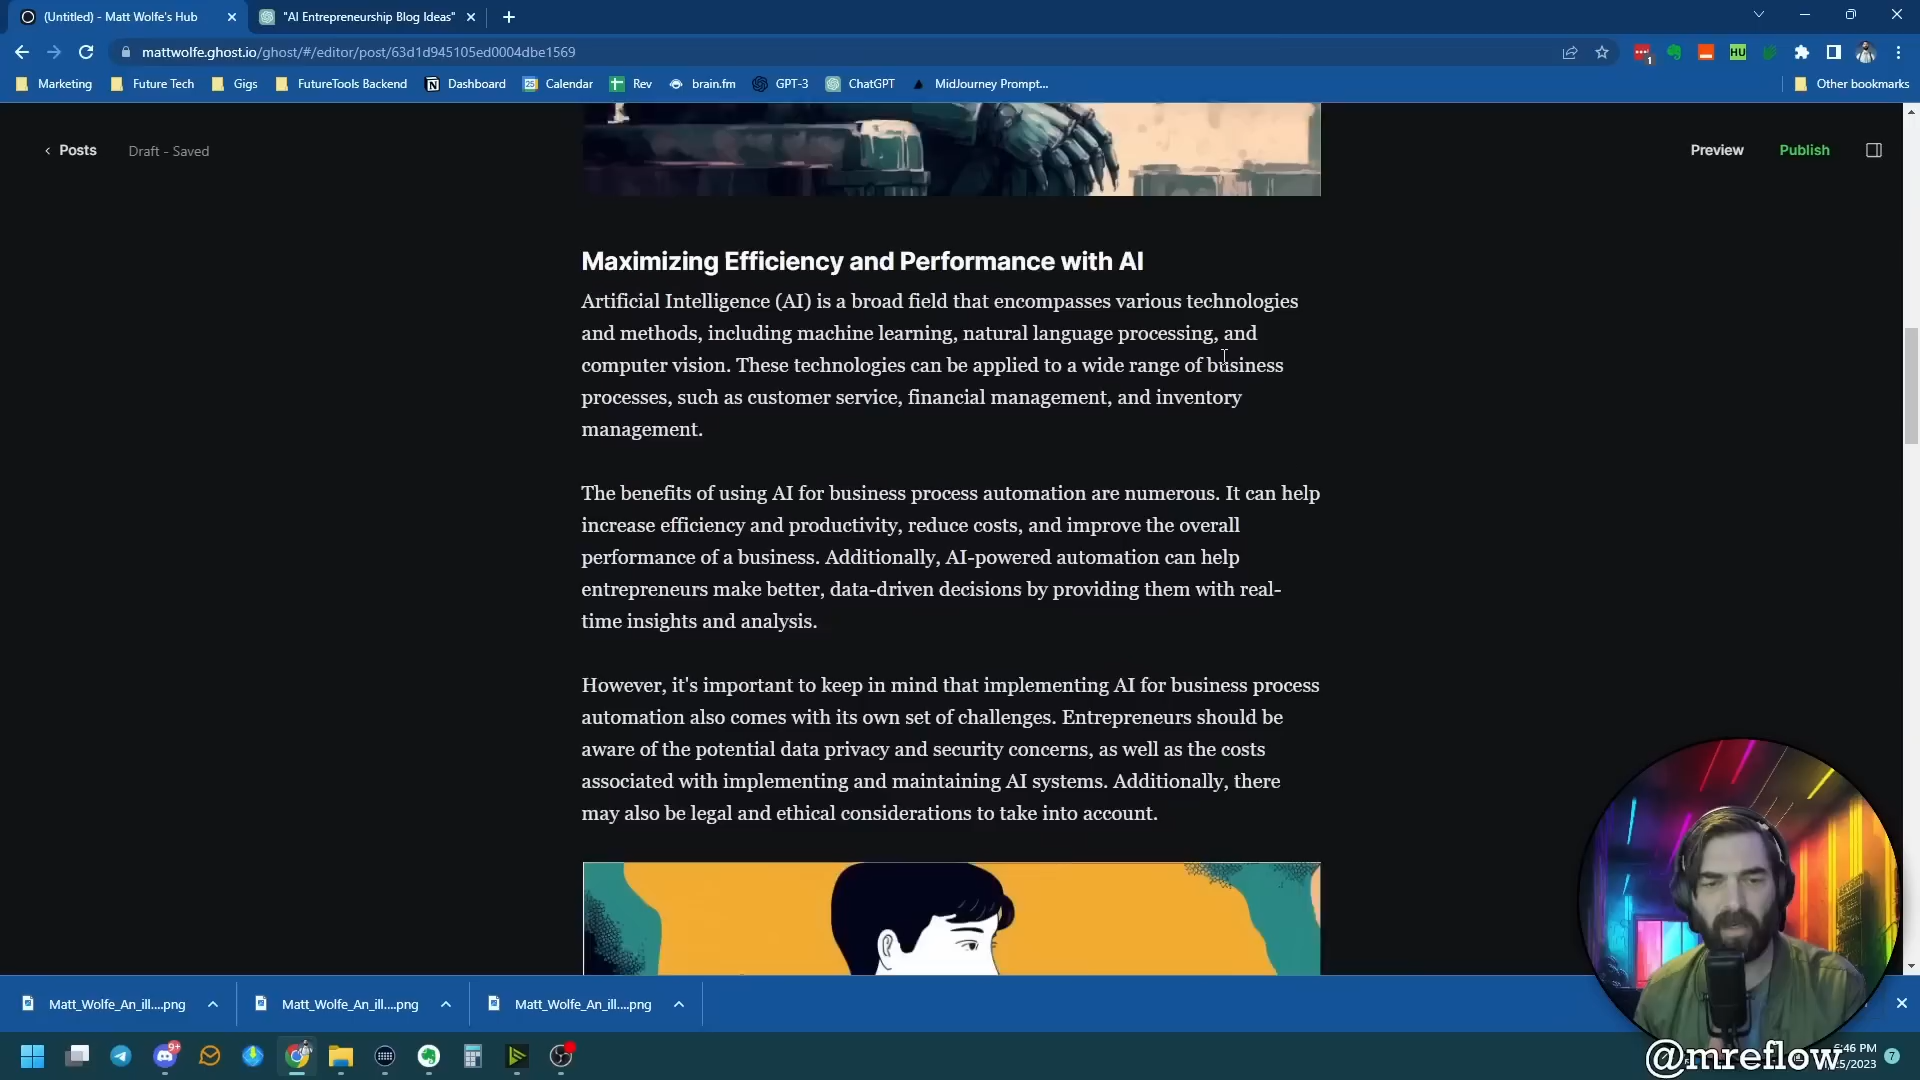 (Untitled) - Matt Wolfe's Hub
"AI Entrepreneurship Blog Ideas"
mattwolfe.ghost.io/ghost/#/editor/post/63d1d945105ed0004dbe1569
HU
1
Marketing
Future Tech
Gigs
FutureTools Backend
Dashboard
Calendar
Rev
brain.fm
GPT-3
ChatGPT
MidJourney Prompt...
Other bookmarks
Posts
Draft - Saved
Preview
Publish
Maximizing Efficiency and Performance with AI
Artificial Intelligence (AI) is a broad field that encompasses various technologies
and methods, including machine learning, natural language processing, and
computer vision. These technologies can be applied to a wide range of business
processes, such as customer service, financial management, and inventory
management.
The benefits of using AI for business process automation are numerous. It can help
increase efficiency and productivity, reduce costs, and improve the overall
performance of a business. Additionally, AI-powered automation can help
entrepreneurs make better, data-driven decisions by providing them with real-
time insights and analysis.
However, it's important to keep in mind that implementing AI for business process
automation also comes with its own set of challenges. Entrepreneurs should be
aware of the potential data privacy and security concerns, as well as the costs
associated with implementing and maintaining AI systems. Additionally, there
may also be legal and ethical considerations to take into account.
Matt_Wolfe_An_ill....png
Matt_Wolfe_An_ill....png
Matt_Wolfe_An_ill....png
9+
@mreflow
:46 PM
5/2023
7